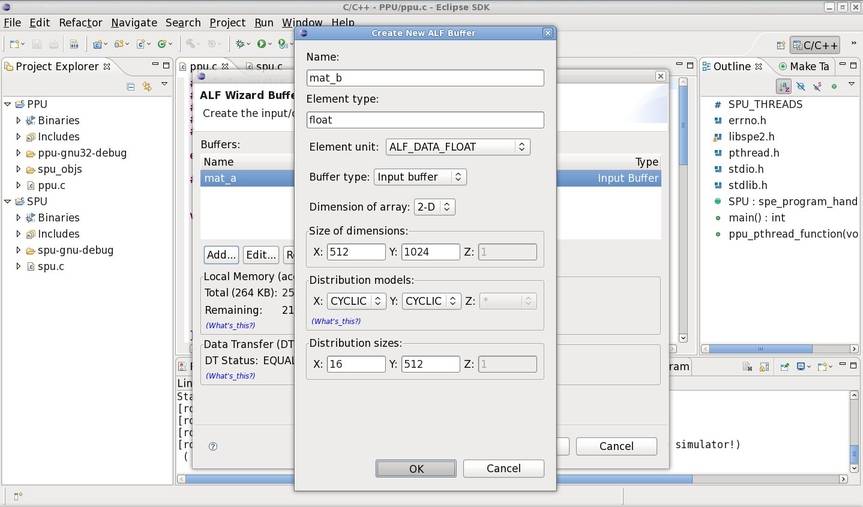 C/C++ - PPU/ppu.c - Eclipse SDK
File Edit Refactor Navigate Search Project Run Window Help
C/C++
Project Explorer
PPU
Binaries
Includes
ppu-gnu32-debug
spu_objs
ppu.c
SPU
Binaries
Includes
spu-gnu-debug
spu.c
ppu.c
spu.c
ALF Wizard Buffe
Create the input/o
Buffers:
Name Type
mat_a Input Buffer
Add... Edit...
Local Memory (acc
Total (264 KB): 25
Remaining: 21
(What's_this?)
Data Transfer (DT
DT Status: EQUAL
(What's_this?)
Cancel
Create New ALF Buffer
Name:
mat_b
Element type:
float
Element unit: ALF_DATA_FLOAT
Buffer type: Input buffer
Dimension of array: 2-D
Size of dimensions:
X: 512 Y: 1024 Z: 1
Distribution models:
X: CYCLIC Y: CYCLIC Z: *
(What's_this?)
Distribution sizes:
X: 16 Y: 512 Z: 1
OK Cancel
Outline Make Ta
SPU_THREADS
errno.h
libspe2.h
pthread.h
stdio.h
stdlib.h
SPU : spe_program_hand
main() : int
ppu_pthread_function(vo
ram
Lin
Sta
[ro
[ro
[ro
[ro simulator!)
(